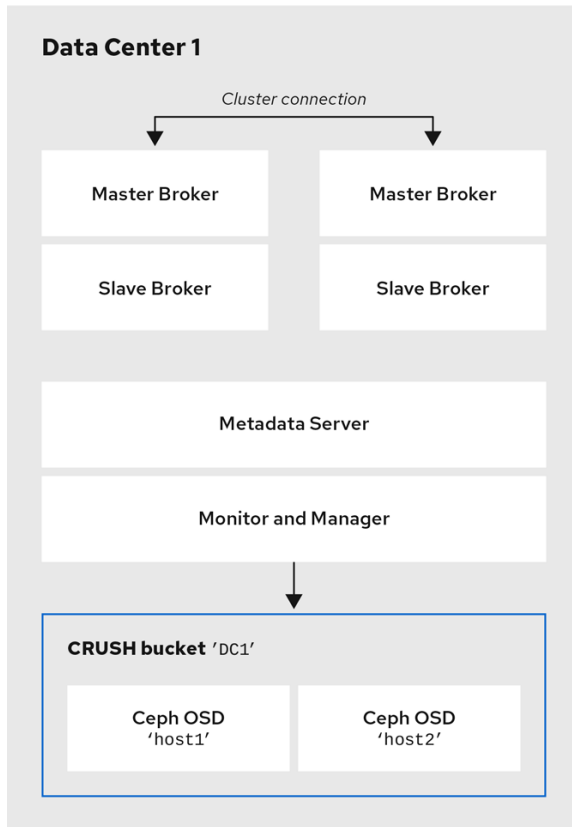 Data Center 1
Cluster connection
Master Broker
Master Broker
Slave Broker
Slave Broker
Metadata Server
Monitor and Manager
CRUSH bucket ’DC1’
Ceph OSD
‘host1’
Ceph OSD
‘host2’